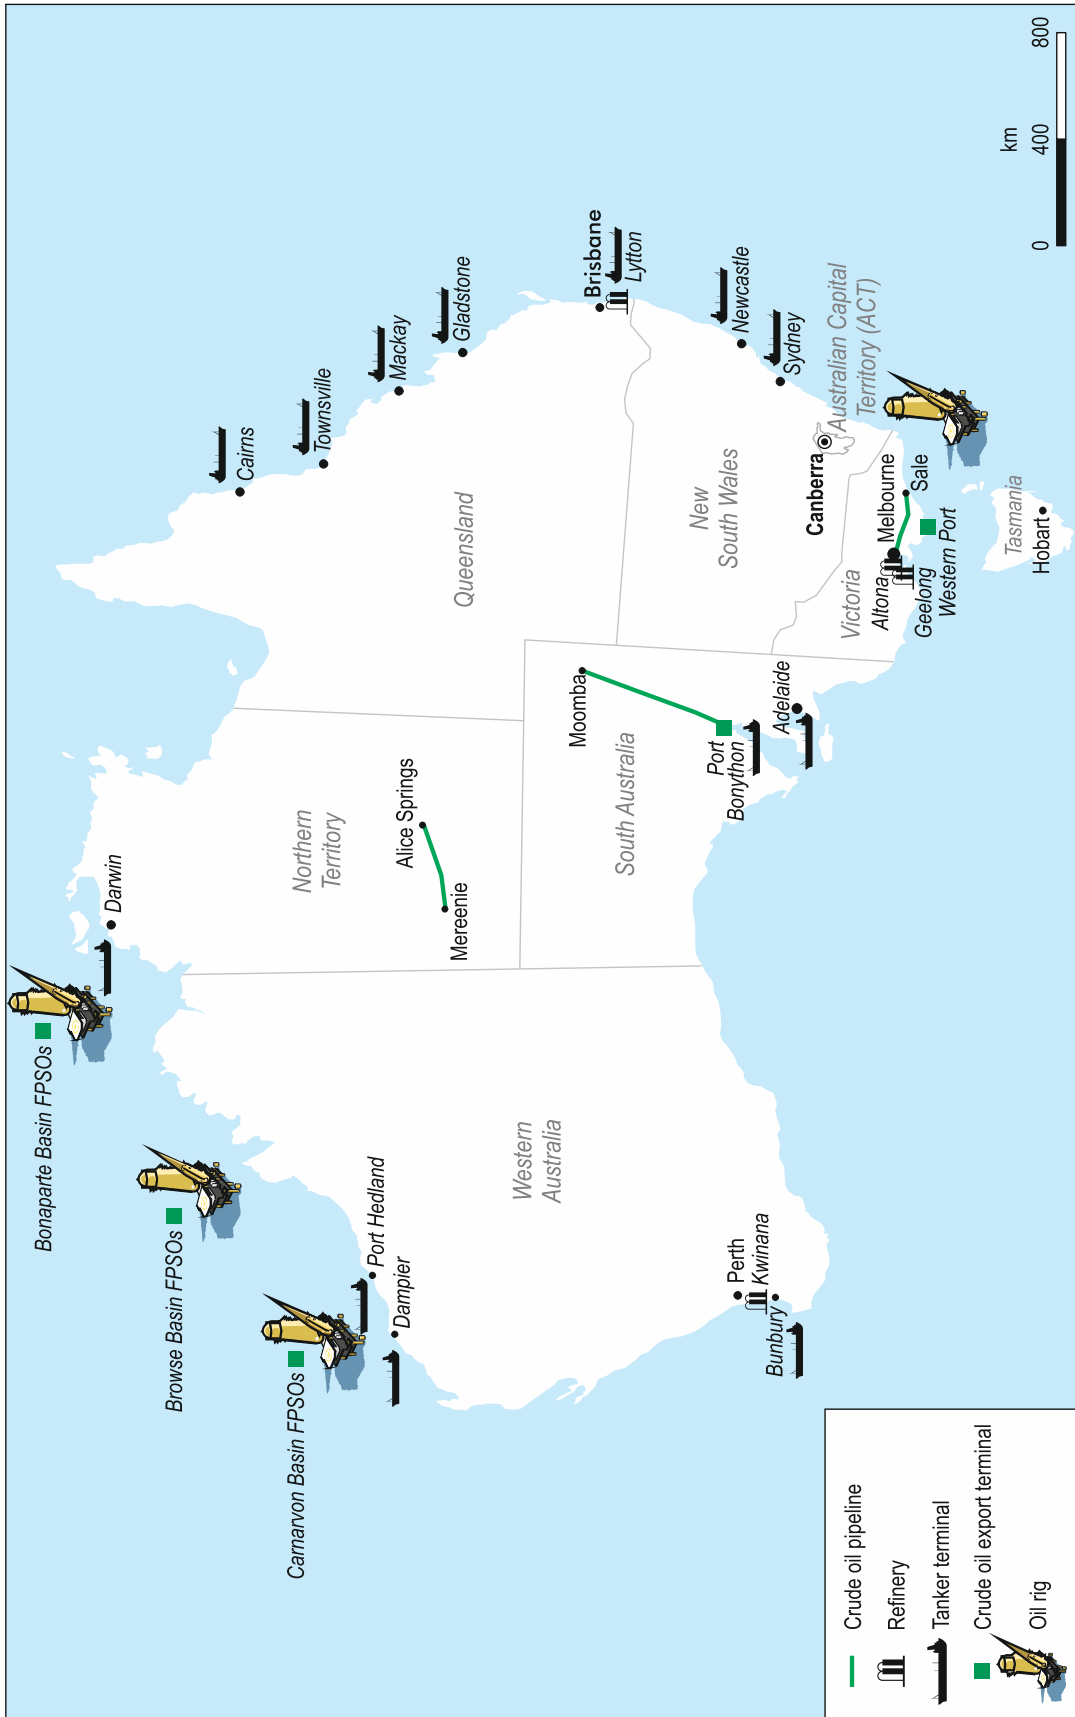 Bonaparte Basin FPSOs
Darwin
Browse Basin FPSOs
Carnarvon Basin FPSOs
Port Hedland
Dampier
Northern
Territory
Alice Springs
Mereenie
Western
Australia
Cairns
Townsville
Mackay
Gladstone
Queensland
Brisbane
Lytton
Moomba
South Australia
Port
Bonython
Adelaide
Perth
Kwinana
Bunbury
New
South Wales
Newcastle
Sydney
Canberra
Australian Capital
Territory (ACT)
Victoria
Melbourne
Altona
Geelong
Sale
Western Port
Tasmania
Hobart
Crude oil pipeline
Refinery
Tanker terminal
Crude oil export terminal
Oil rig
km
0 400 800